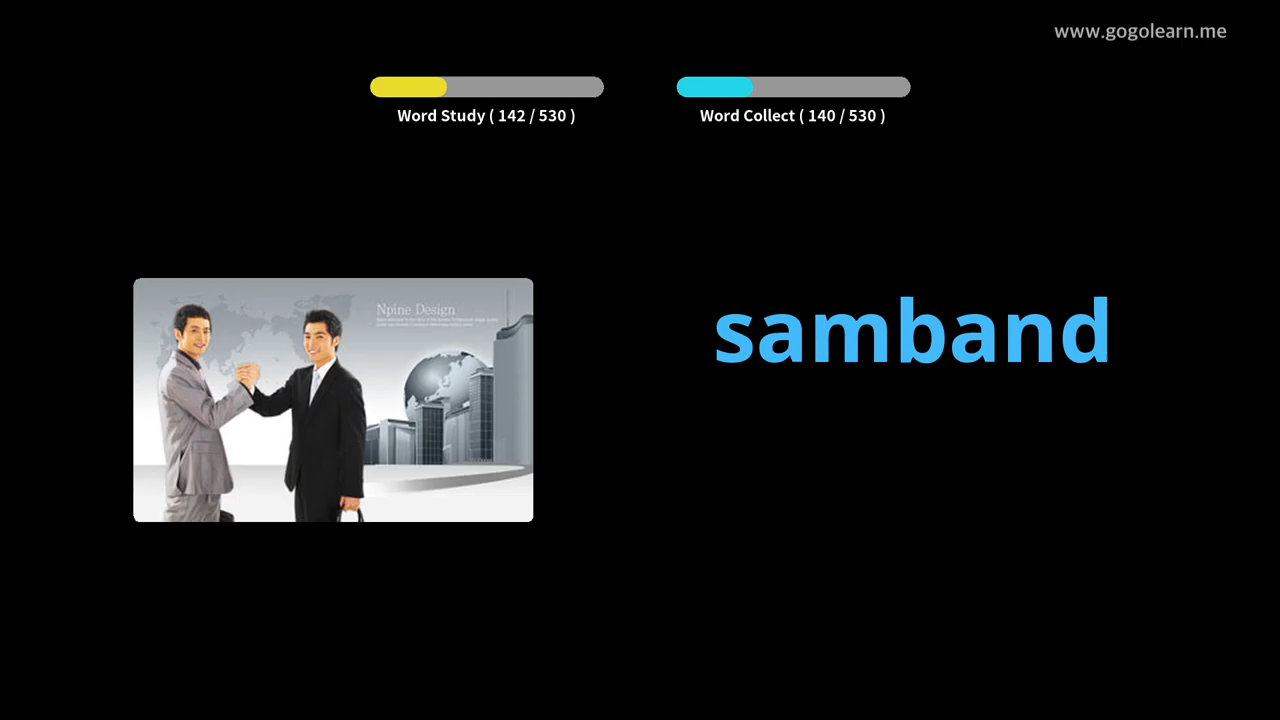 www.gogolearn.me
Word Study ( 142 / 530 )
Word Collect ( 140 / 530 )
Npine Design
samband